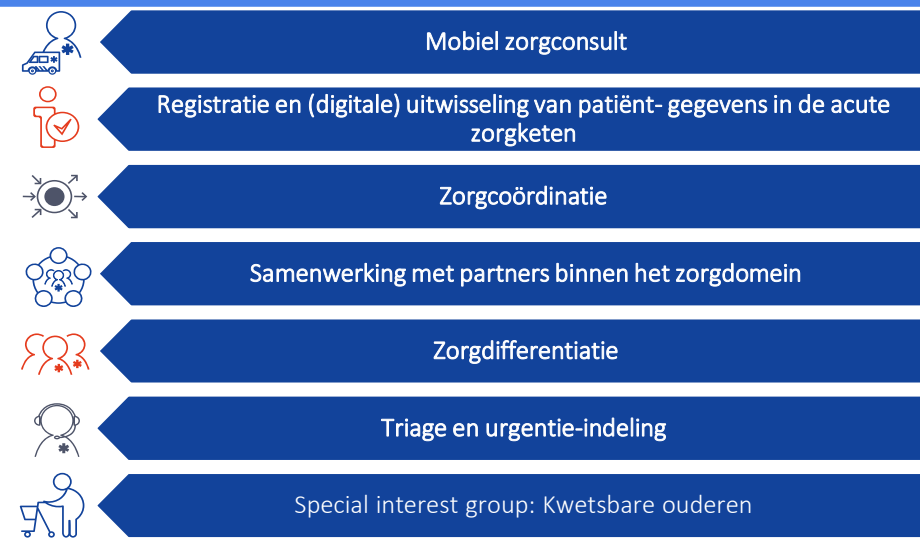 Mobiel zorgconsult
Registratie en (digitale) uitwisseling van patiënt- gegevens in de acute
zorgketen
Zorgcoördinatie
Samenwerking met partners binnen het zorgdomein
Zorgdifferentiatie
Triage en urgentie-indeling
Special interest group: Kwetsbare ouderen